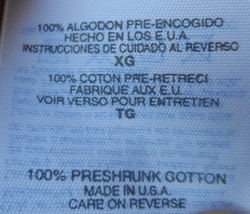 100% ALGODON PRE-ENCOGIDO
HECHO EN LOS E.U.A.
INSTRUCCIONES DE CUIDADO AL REVERSO
XG
100% COTON PRE-RETRECI
FABRIQUE AUX E.U.
VOIR VERSO POUR ENTRETIEN
TG
100% PRESHRUNK COTTON
MADE IN U.S.A.
CARE ON REVERSE